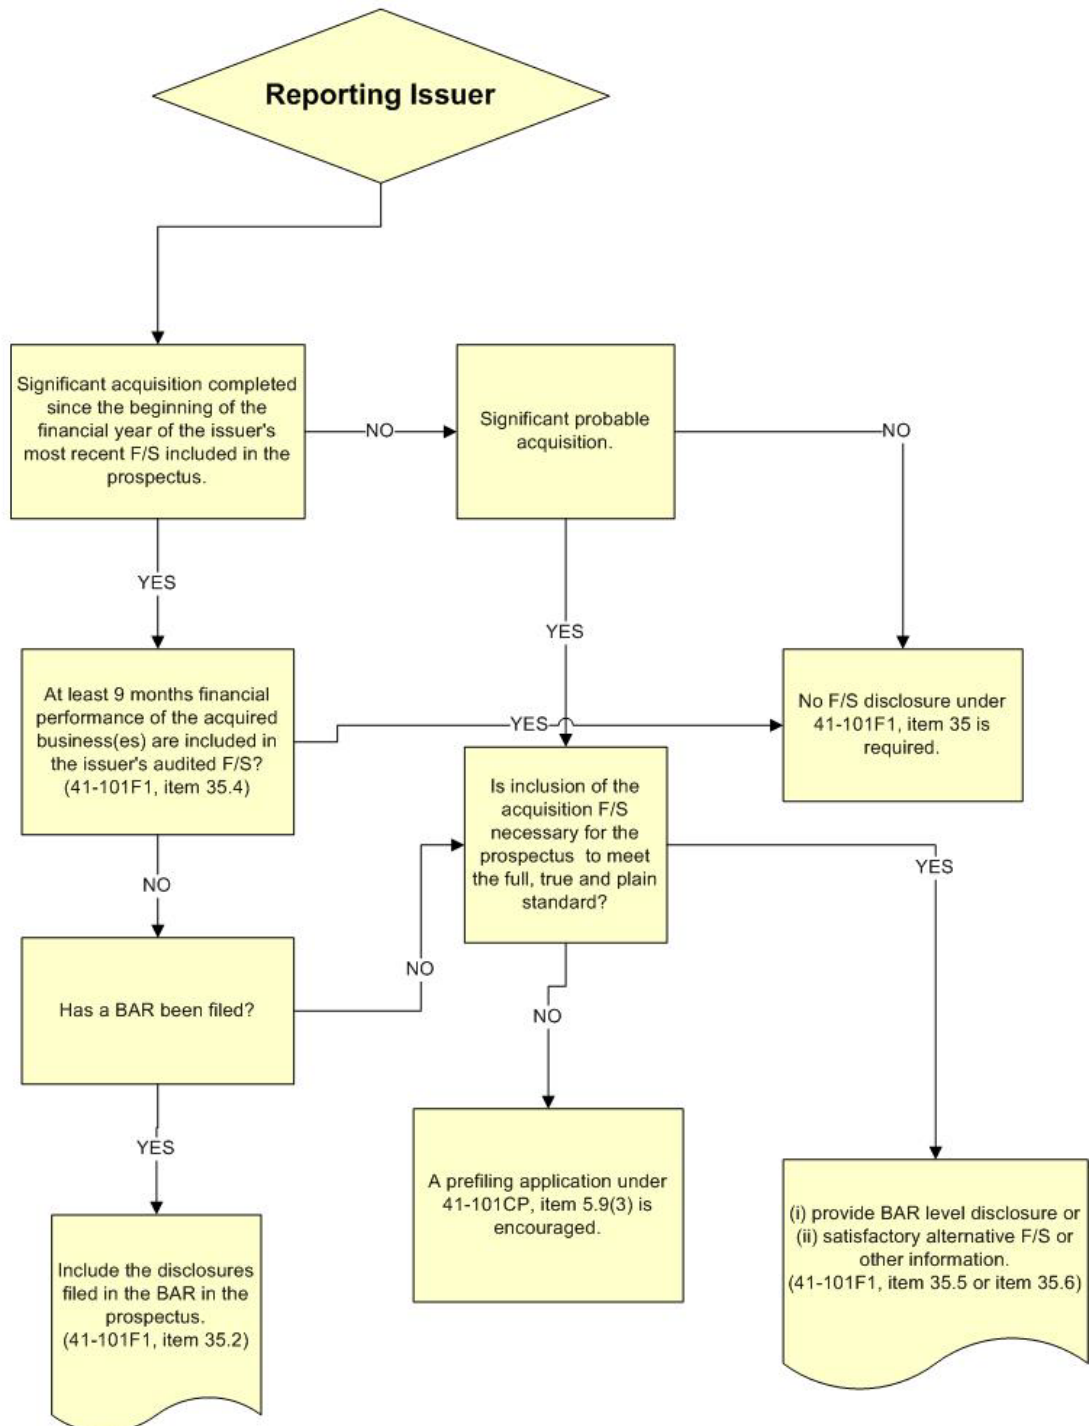 Reporting Issuer
Significant acquisition completed
since the beginning of the
financial year of the issuer's
most recent F/S included in the
prospectus.
NO
Significant probable
acquisition.
NO
YES
YES
At least 9 months financial
performance of the acquired
business(es) are included in
the issuer's audited F/S?
(41-101F1, item 35.4)
YES
No F/S disclosure under
41-101F1, item 35 is
required.
Is inclusion of the
acquisition F/S
necessary for the
prospectus to meet
the full, true and plain
standard?
YES
NO
Has a BAR been filed?
NO
NO
YES
A prefiling application under
41-101CP, item 5.9(3) is
encouraged.
(i) provide BAR level disclosure or
(ii) satisfactory alternative F/S or
other information.
(41-101F1, item 35.5 or item 35.6)
Include the disclosures
filed in the BAR in the
prospectus.
(41-101F1, item 35.2)